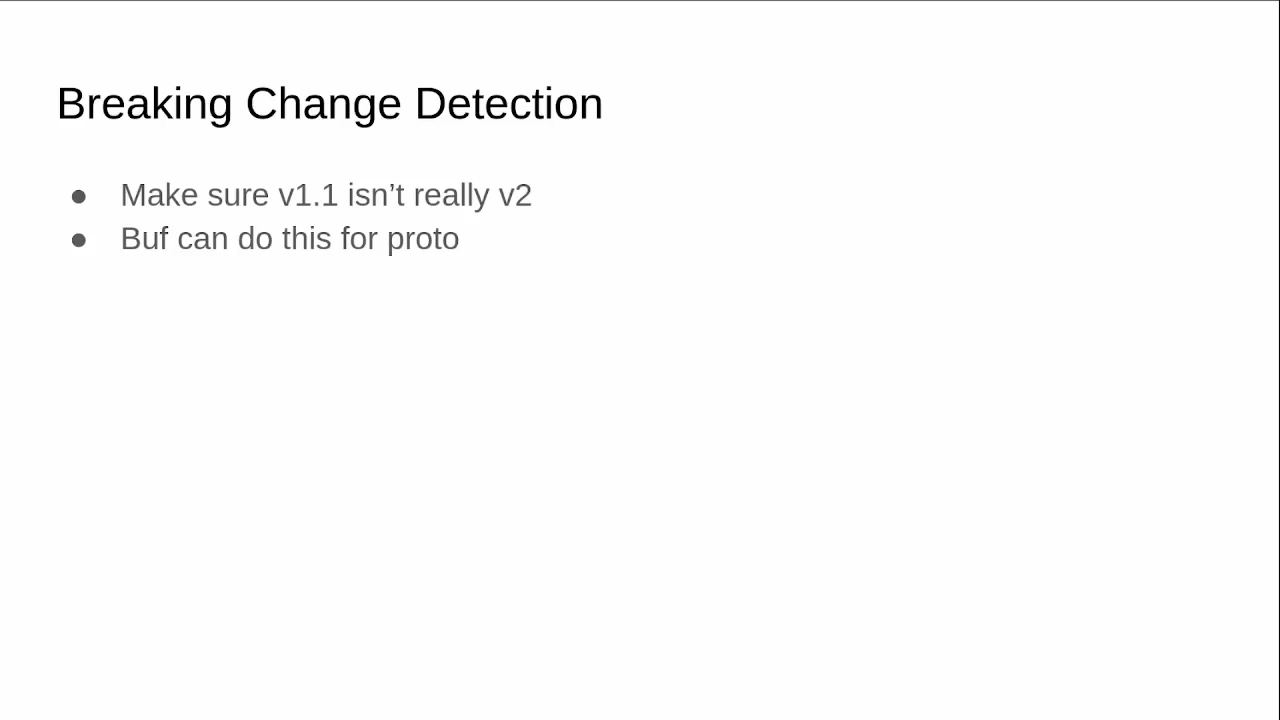 Breaking Change Detection
● Make sure v1.1 isn’t really v2
● Buf can do this for proto